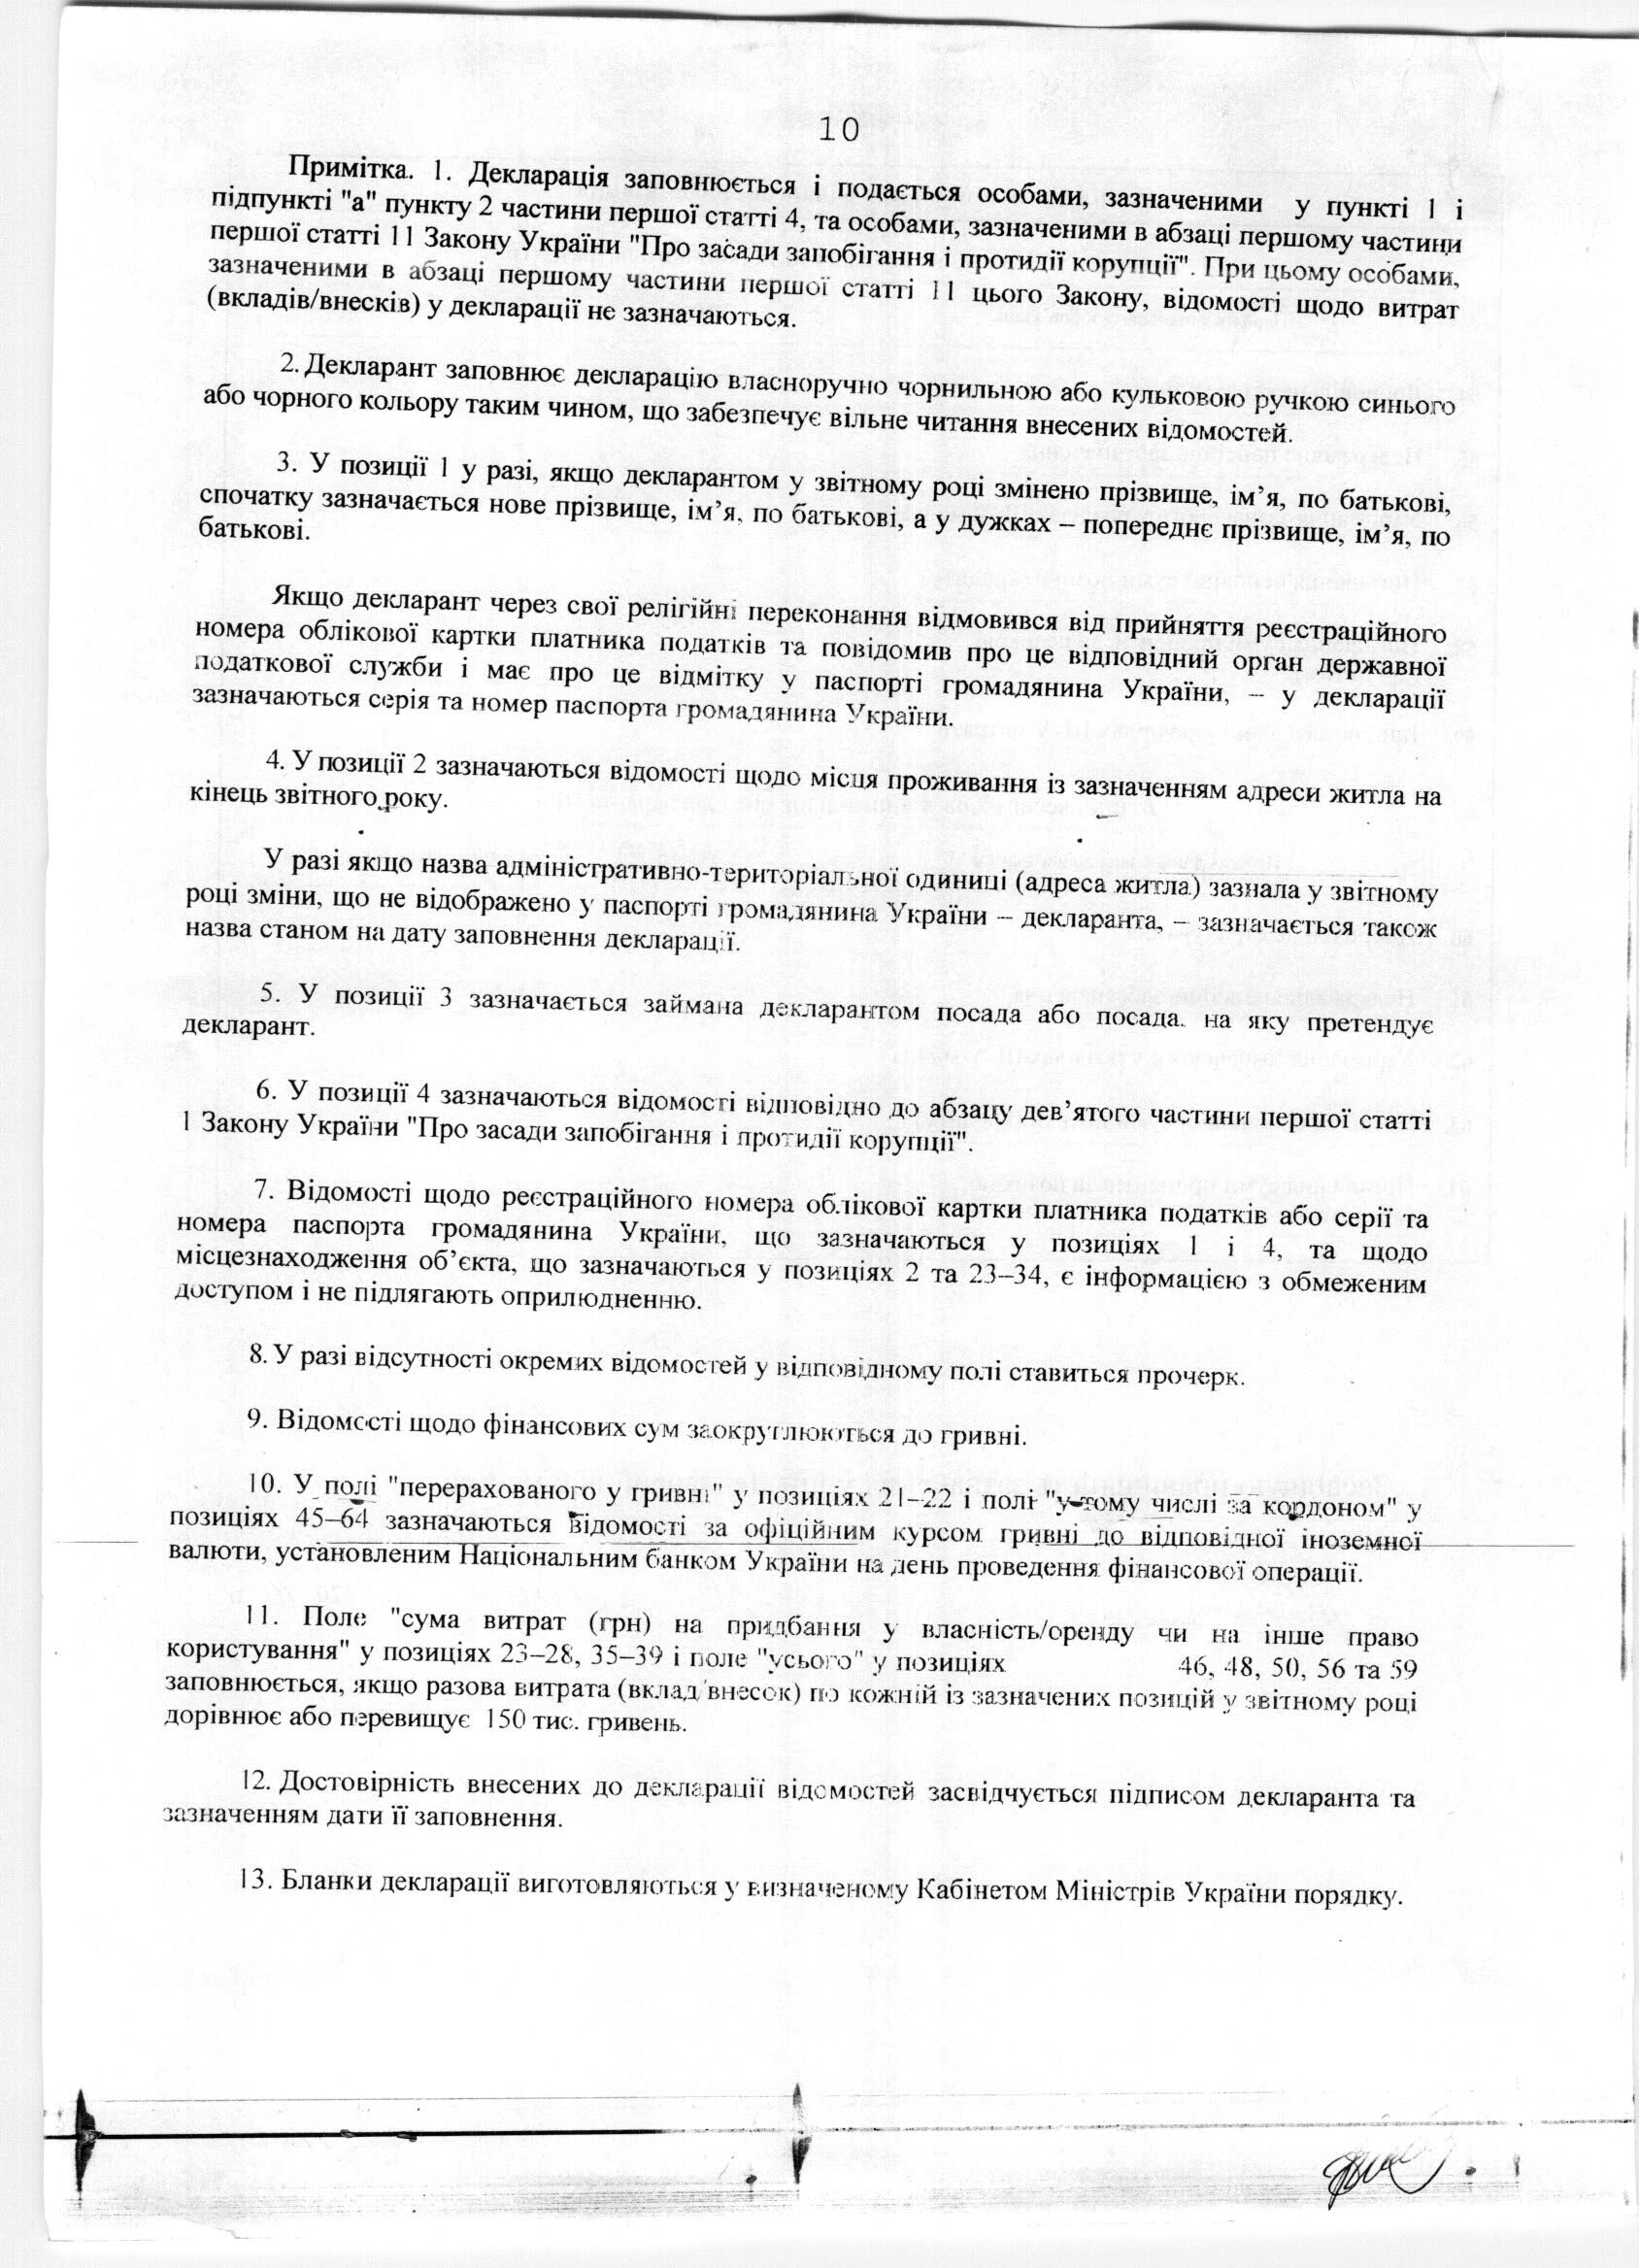 10
Примітка. 1. Декларація заповнюється і подається особами, зазначеними у пункті 1 і
підпункті "а" пункту 2 частини першої статті 4, та особами, зазначеними в абзаці першому частини
першої статті 11 Закону України "Про засади запобігання і протидії корупції". При цьому особами,
зазначеними в абзаці першому частини першої статті 11 цього Закону, відомості щодо витрат
(вкладів/внесків) у декларації не зазначаються.
2. Декларант заповнює декларацію власноручно чорнильною або кульковою ручкою синього
або чорного кольору таким чином, що забезпечує вільне читання внесених відомостей.
3. У позиції 1 у разі, якщо декларантом у звітному році змінено прізвище, ім’я, по батькові,
спочатку зазначається нове прізвище, ім’я, по батькові, а у дужках – попереднє прізвище, ім’я, по
батькові.
Якщо декларант через свої релігійні переконання відмовився від прийняття реєстраційного
номера облікової картки платника податків та повідомив про це відповідний орган державної
податкової служби і має про це відмітку у паспорті громадянина України, – у декларації
зазначаються серія та номер паспорта громадянина України.
4. У позиції 2 зазначаються відомості щодо місця проживання із зазначенням адреси житла на
кінець звітного року.
У разі якщо назва адміністративно-територіальної одиниці (адреса житла) зазнала у звітному
році зміни, що не відображено у паспорті громадянина України – декларанта, – зазначається також
назва станом на дату заповнення декларації.
5. У позиції 3 зазначається займана декларантом посада або посада, на яку претендує
декларант.
6. У позиції 4 зазначаються відомості відповідно до абзацу дев’ятого частини першої статті
1 Закону України "Про засади запобігання і протидії корупції".
7. Відомості щодо реєстраційного номера облікової картки платника податків або серії та
номера паспорта громадянина України, що зазначаються у позиціях 1 і 4, та щодо
місцезнаходження об’єкта, що зазначаються у позиціях 2 та 23–34, є інформацією з обмеженим
доступом і не підлягають оприлюдненню.
8. У разі відсутності окремих відомостей у відповідному полі ставиться прочерк.
9. Відомості щодо фінансових сум заокруглюються до гривні.
10. У полі "перерахованого у гривні" у позиціях 21–22 і полі "у тому числі за кордоном" у
позиціях 45–64 зазначаються відомості за офіційним курсом гривні до відповідної іноземної
валюти, установленим Національним банком України на день проведення фінансової операції.
11. Поле "сума витрат (грн) на придбання у власність/оренду чи на інше право
користування" у позиціях 23–28, 35–39 і поле "усього" у позиціях 46, 48, 50, 56 та 59
заповнюється, якщо разова витрата (вклад/внесок) по кожній із зазначених позицій у звітному році
дорівнює або перевищує 150 тис. гривень.
12. Достовірність внесених до декларації відомостей засвідчується підписом декларанта та
зазначенням дати її заповнення.
13. Бланки декларації виготовляються у визначеному Кабінетом Міністрів України порядку.